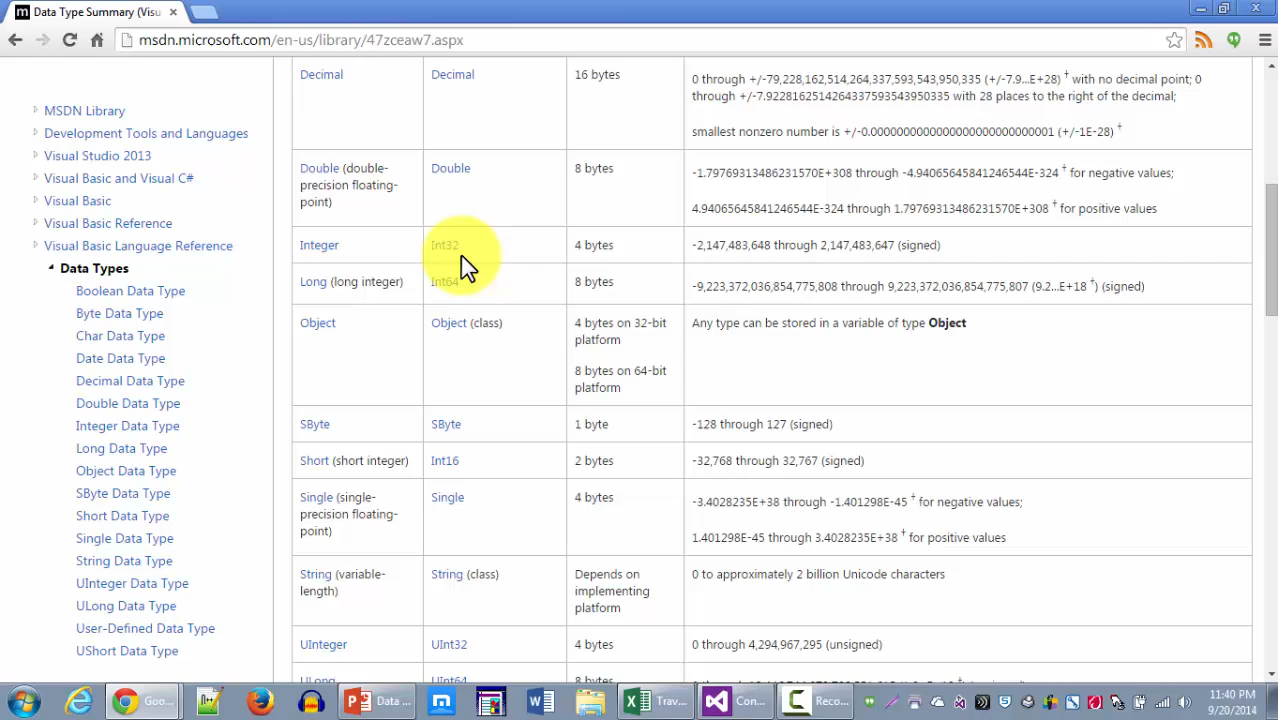 Data Type Summary (Visu
msdn.microsoft.com/en-us/library/47zceaw7.aspx
MSDN Library
Development Tools and Languages
Visual Studio 2013
Visual Basic and Visual C#
Visual Basic
Visual Basic Reference
Visual Basic Language Reference
Data Types
Boolean Data Type
Byte Data Type
Char Data Type
Date Data Type
Decimal Data Type
Double Data Type
Integer Data Type
Long Data Type
Object Data Type
SByte Data Type
Short Data Type
Single Data Type
String Data Type
UInteger Data Type
ULong Data Type
User-Defined Data Type
UShort Data Type
Decimal Decimal 16 bytes 0 through +/-79,228,162,514,264,337,593,543,950,335 (+/-7.9...E+28) † with no decimal point; 0
through +/-7.9228162514264337593543950335 with 28 places to the right of the decimal;
smallest nonzero number is +/-0.0000000000000000000000000001 (+/-1E-28) †
Double (double- Double 8 bytes -1.79769313486231570E+308 through -4.94065645841246544E-324 † for negative values;
precision floating-
point) 4.94065645841246544E-324 through 1.79769313486231570E+308 † for positive values
Integer Int32 4 bytes -2,147,483,648 through 2,147,483,647 (signed)
Long (long integer) Int64 8 bytes -9,223,372,036,854,775,808 through 9,223,372,036,854,775,807 (9.2...E+18 †) (signed)
Object Object (class) 4 bytes on 32-bit Any type can be stored in a variable of type Object
platform
8 bytes on 64-bit
platform
SByte SByte 1 byte -128 through 127 (signed)
Short (short integer) Int16 2 bytes -32,768 through 32,767 (signed)
Single (single- Single 4 bytes -3.4028235E+38 through -1.401298E-45 † for negative values;
precision floating-
point) 1.401298E-45 through 3.4028235E+38 † for positive values
String (variable- String (class) Depends on 0 to approximately 2 billion Unicode characters
length) implementing
platform
UInteger UInt32 4 bytes 0 through 4,294,967,295 (unsigned)
ULong UInt64 8 bytes
Goo... Data ... Trav... Con... Reco...
11:40 PM
9/20/2014